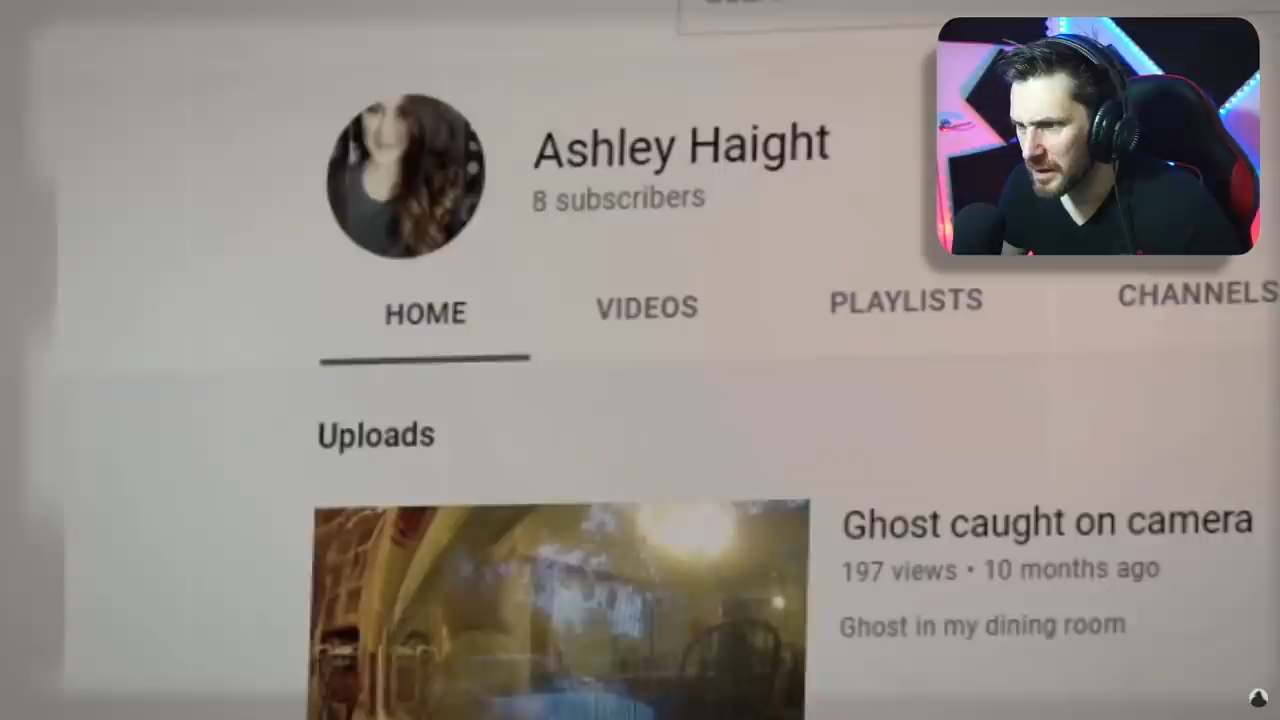 Ashley Haight
8 subscribers
HOME
VIDEOS
PLAYLISTS
CHANNELS
Uploads
Ghost caught on camera
197 views • 10 months ago
Ghost in my dining room